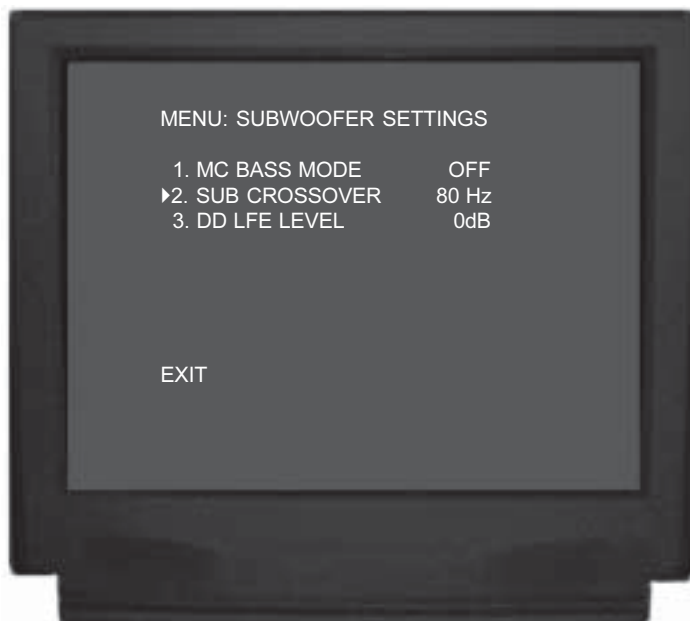 MENU: SUBWOOFER SETTINGS
1. MC BASS MODE OFF
2. SUB CROSSOVER 80 Hz
3. DD LFE LEVEL 0dB
EXIT